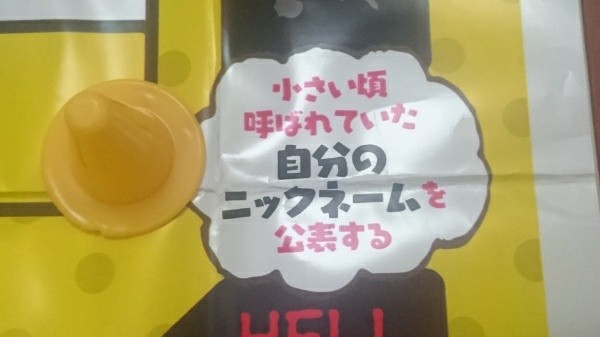 小さい頃
呼ばれていた
自分の
ニックネームを
公表する
HELL